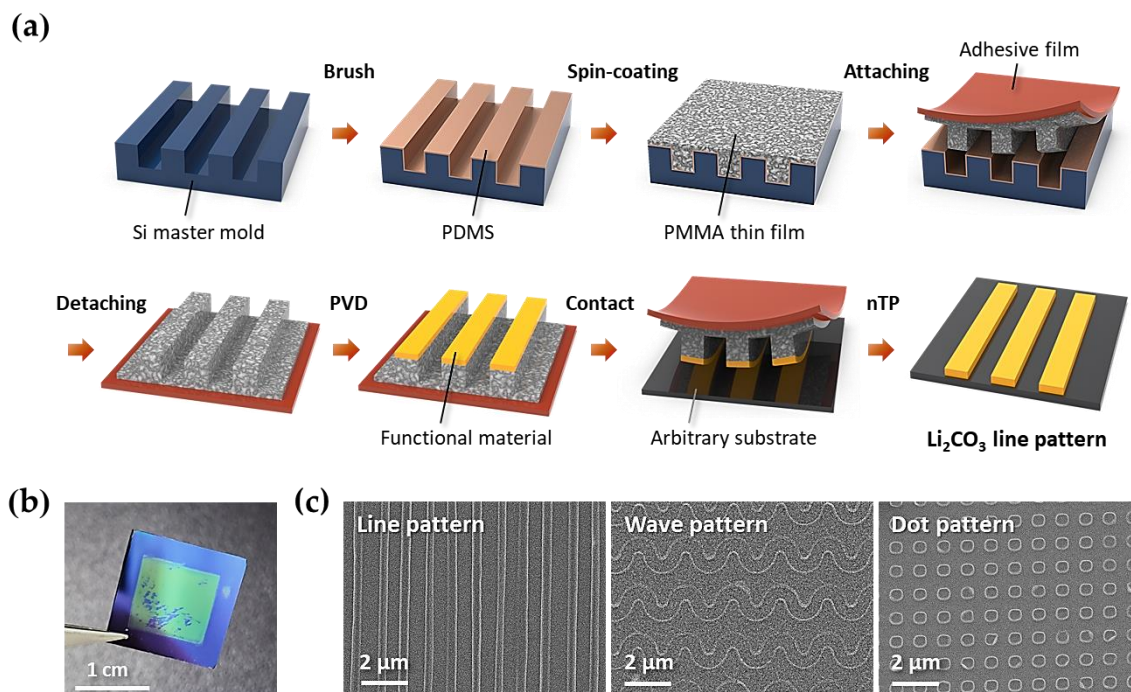 (a)
Adhesive film
Brush
Spin-coating
Attaching
Si master mold
PDMS
PMMA thin film
Detaching
PVD
Contact
nTP
Functional material
Arbitrary substrate
Li₂CO₃ line pattern
(b)
(c)
Line pattern
Wave pattern
Dot pattern
1 cm
2 μm
2 μm
2 μm